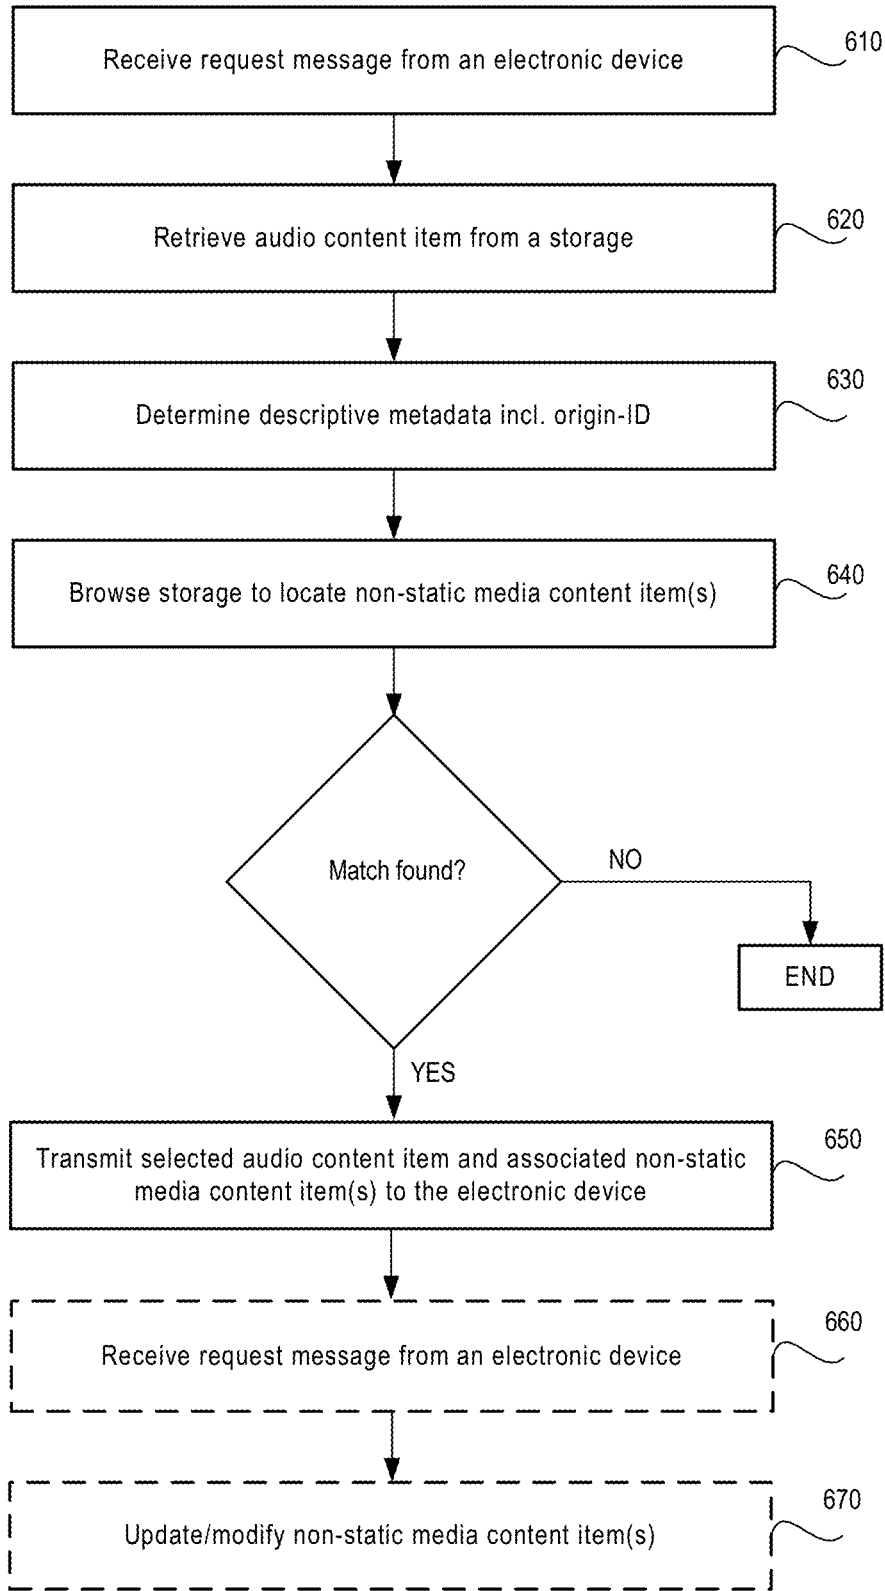 Receive request message from an electronic device
610
Retrieve audio content item from a storage
620
Determine descriptive metadata incl. origin-ID
630
Browse storage to locate non-static media content item(s)
640
Match found?
NO
END
YES
Transmit selected audio content item and associated non-static
media content item(s) to the electronic device
650
Receive request message from an electronic device
660
Update/modify non-static media content item(s)
670